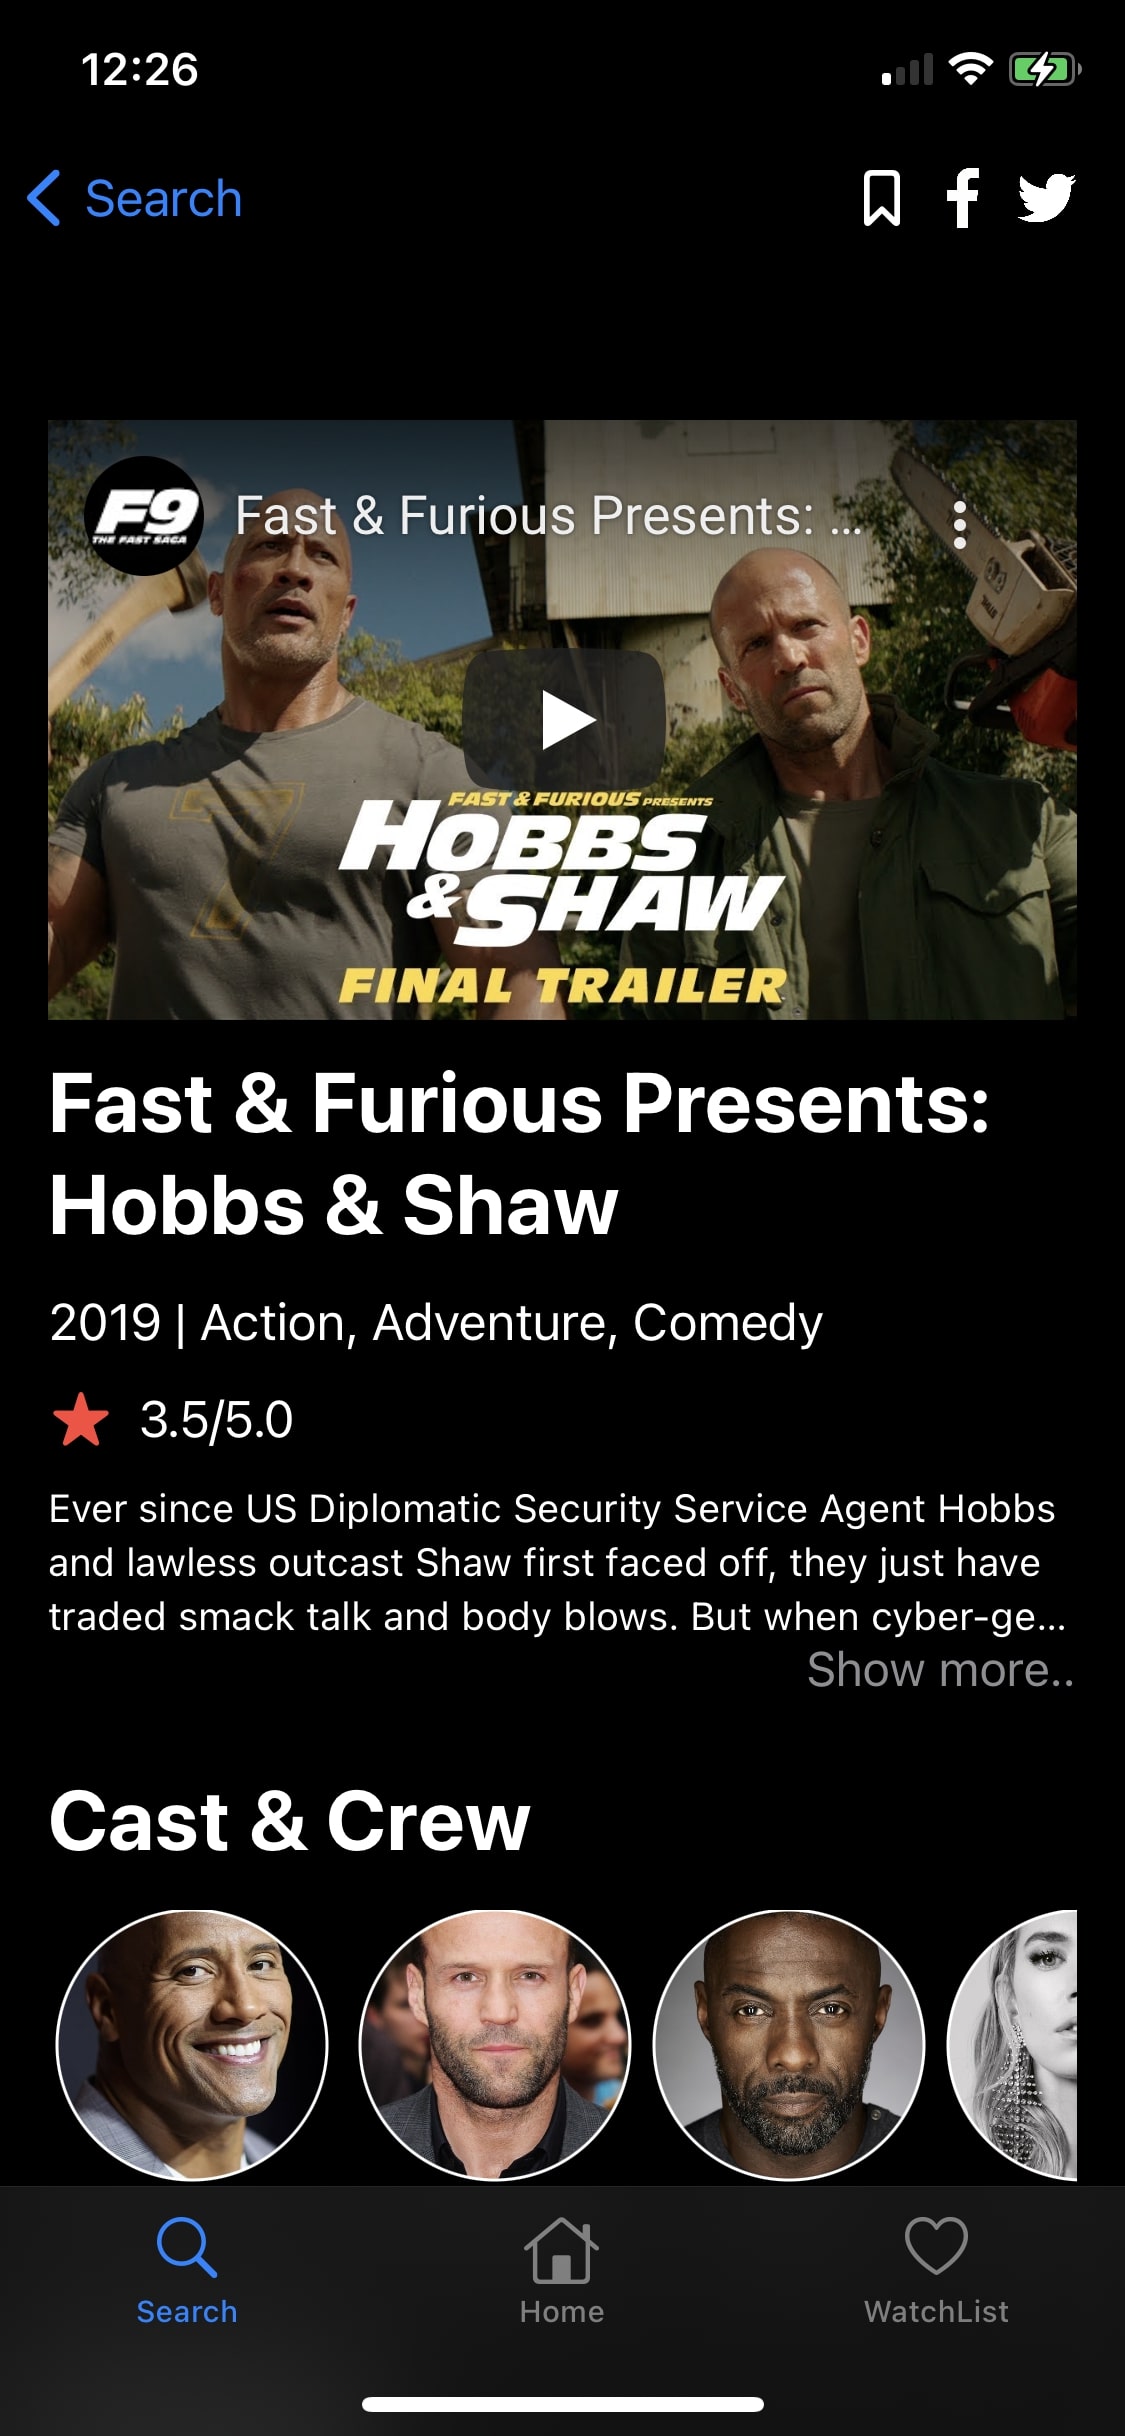 12:26
Search
F9
THE FAST SAGA
Fast & Furious Presents: ...
FAST & FURIOUS PRESENTS
HOBBS
& SHAW
FINAL TRAILER
Fast & Furious Presents:
Hobbs & Shaw
2019 | Action, Adventure, Comedy
3.5/5.0
Ever since US Diplomatic Security Service Agent Hobbs
and lawless outcast Shaw first faced off, they just have
traded smack talk and body blows. But when cyber-ge...
Show more..
Cast & Crew
Search
Home
WatchList